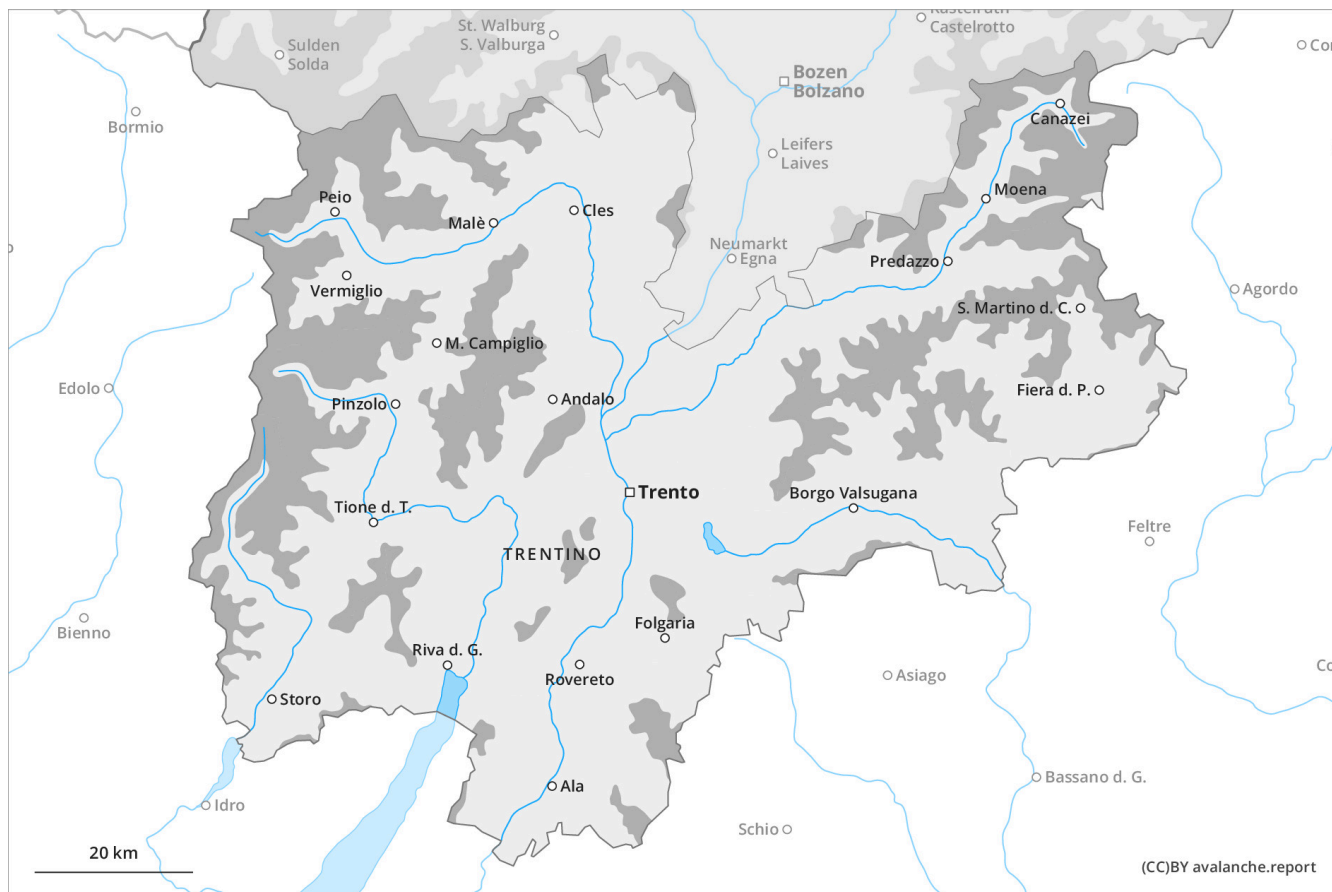 Castelrotto
St. Walburg
S. Valburga
Sulden
Solda
Bozen
Bolzano
Canazei
Bormio
Leifers
Laives
Moena
Peio
Malè
Cles
Neumarkt
Egna
Predazzo
Vermiglio
Agordo
S. Martino d. C.
M. Campiglio
Edolo
Pinzolo
Andalo
Fiera d. P.
Trento
Borgo Valsugana
Tione d. T.
Feltre
TRENTINO
Bienno
Folgaria
Riva d. G.
Rovereto
Asiago
Storo
Ala
Bassano d. G.
Idro
Schio
20 km
(CC)BY avalanche.report